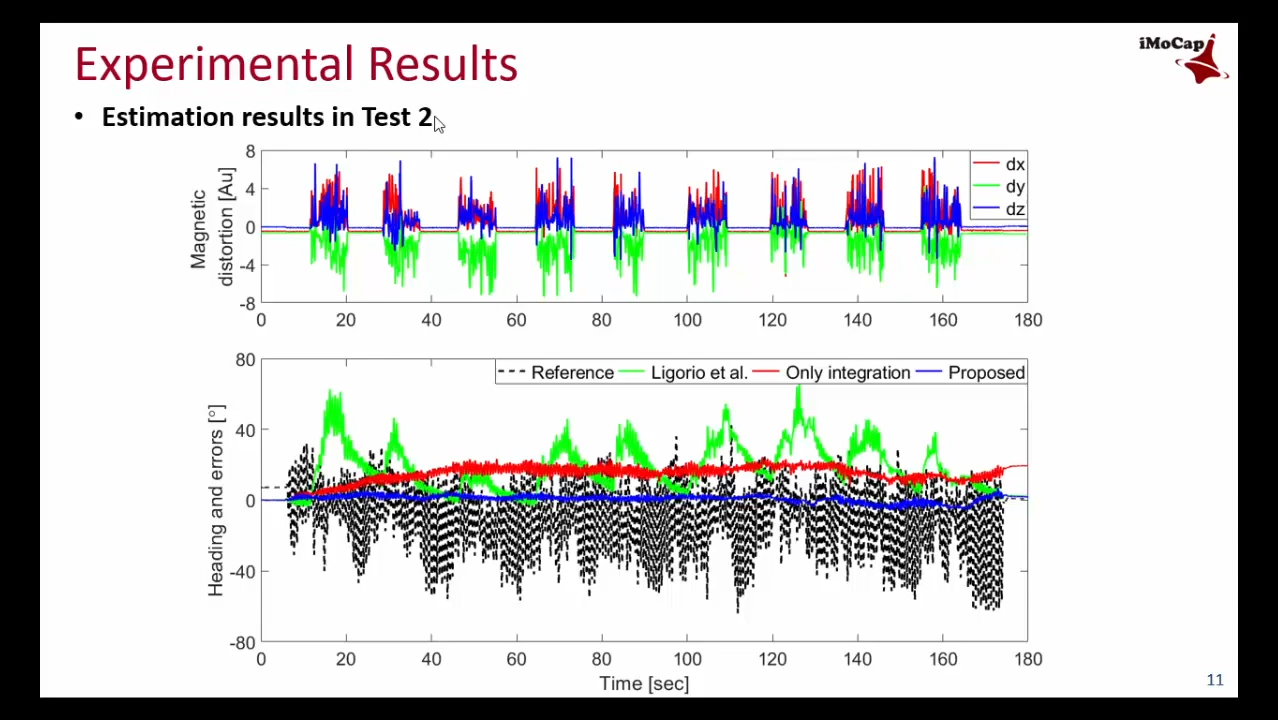 Experimental Results
iMoCap
• Estimation results in Test 2
Magnetic
distortion [Au]
8
4
0
-4
-8
dx
dy
dz
0 20 40 60 80 100 120 140 160 180
Heading and errors [°]
80
40
0
-40
-80
Reference Ligorio et al. Only integration Proposed
0 20 40 60 80 100 120 140 160 180
Time [sec]
11